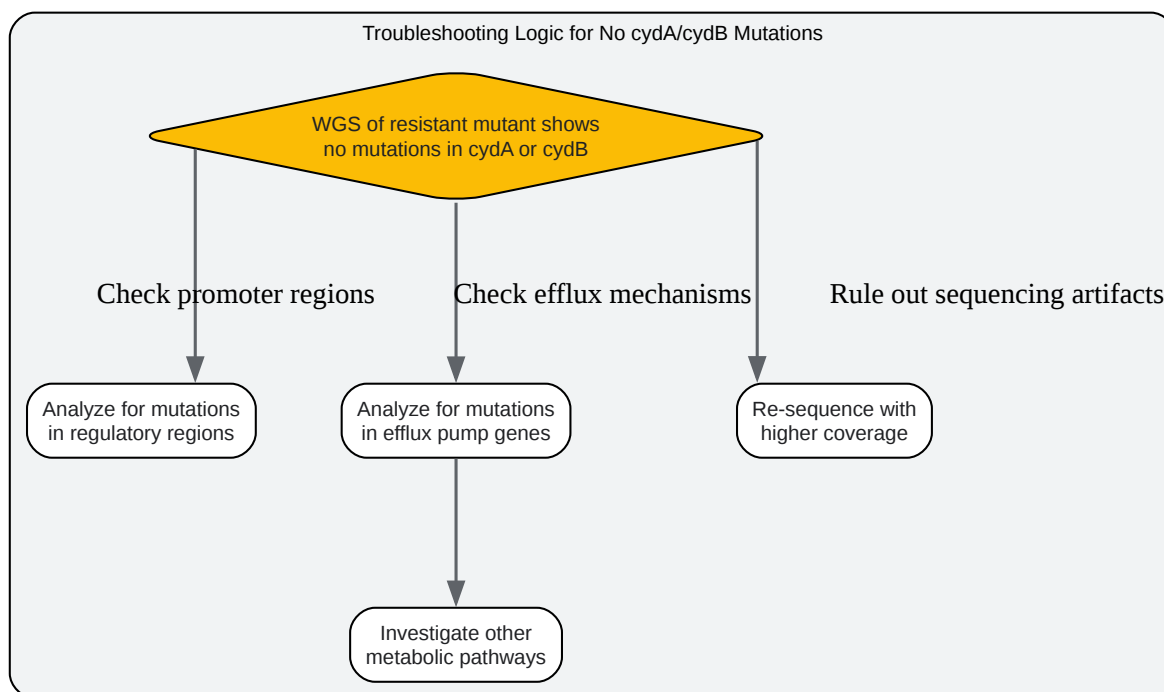 Troubleshooting Logic for No cydA/cydB Mutations
WGS of resistant mutant shows
no mutations in cydA or cydB
Check promoter regions
Check efflux mechanisms
Rule out sequencing artifacts
Analyze for mutations
in regulatory regions
Analyze for mutations
in efflux pump genes
Re-sequence with
higher coverage
Investigate other
metabolic pathways